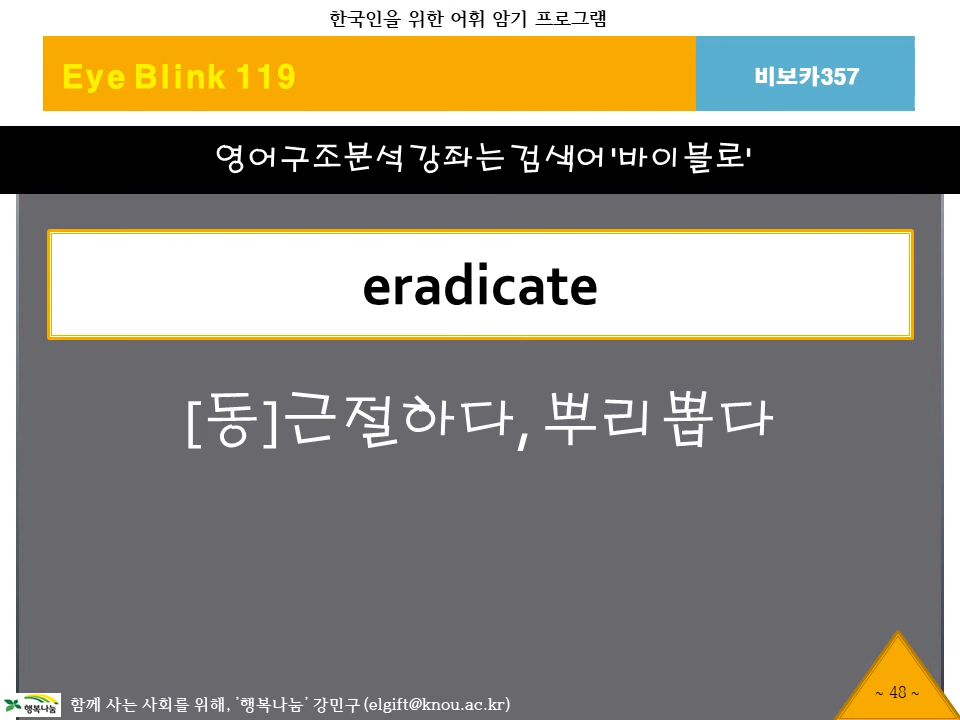 한국인을 위한 어휘 암기 프로그램
Eye Blink 119
비보카357
영어구조분석 강좌는 검색어 '바이블로'
eradicate
[동]근절하다, 뿌리 뽑다
~ 48 ~
행복나눔
함께 사는 사회를 위해, '행복나눔' 강민구 (elgift@knou.ac.kr)